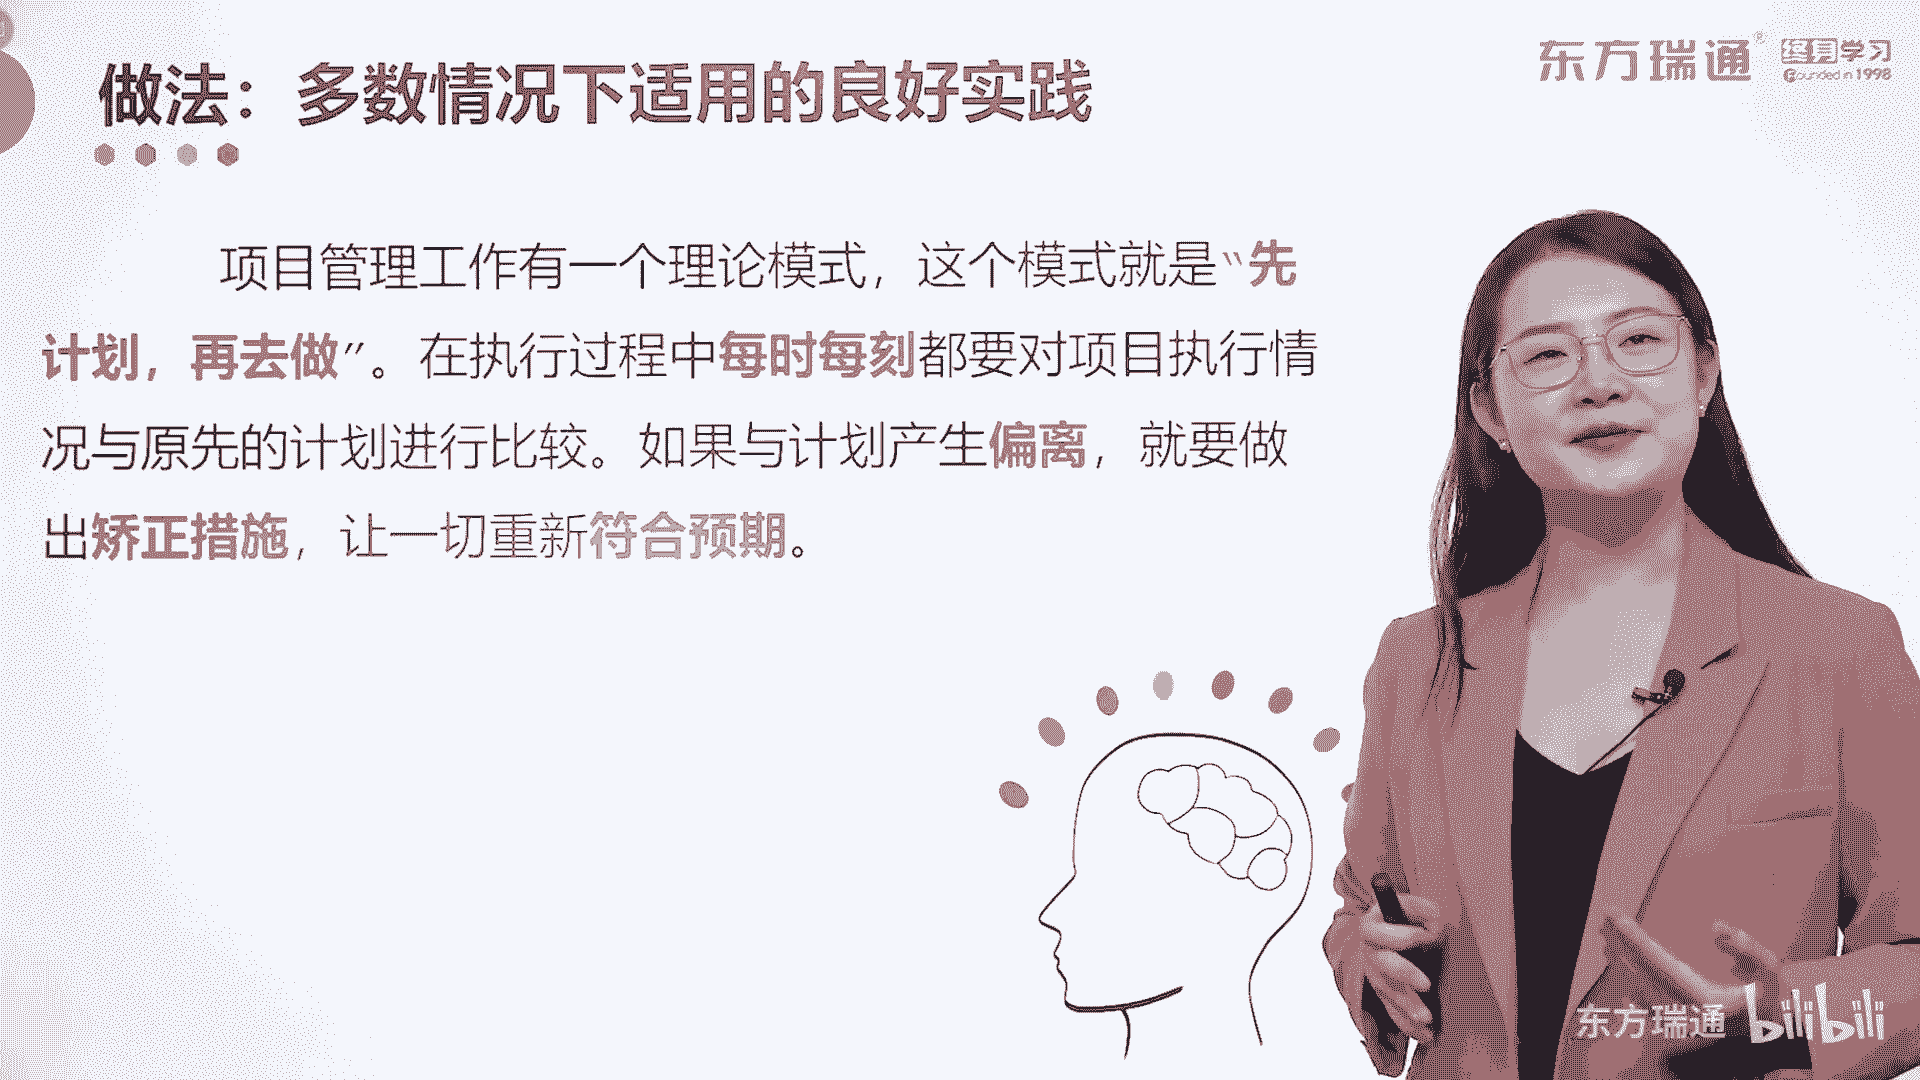 做法：多数情况下适用的良好实践
东方瑞通®
终身学习
Founded in 1998
项目管理工作有一个理论模式，这个模式就是“先
计划，再去做”。在执行过程中每时每刻都要对项目执行情
况与原先的计划进行比较。如果与计划产生偏离，就要做
出矫正措施，让一切重新符合预期。
东方瑞通 bilibili